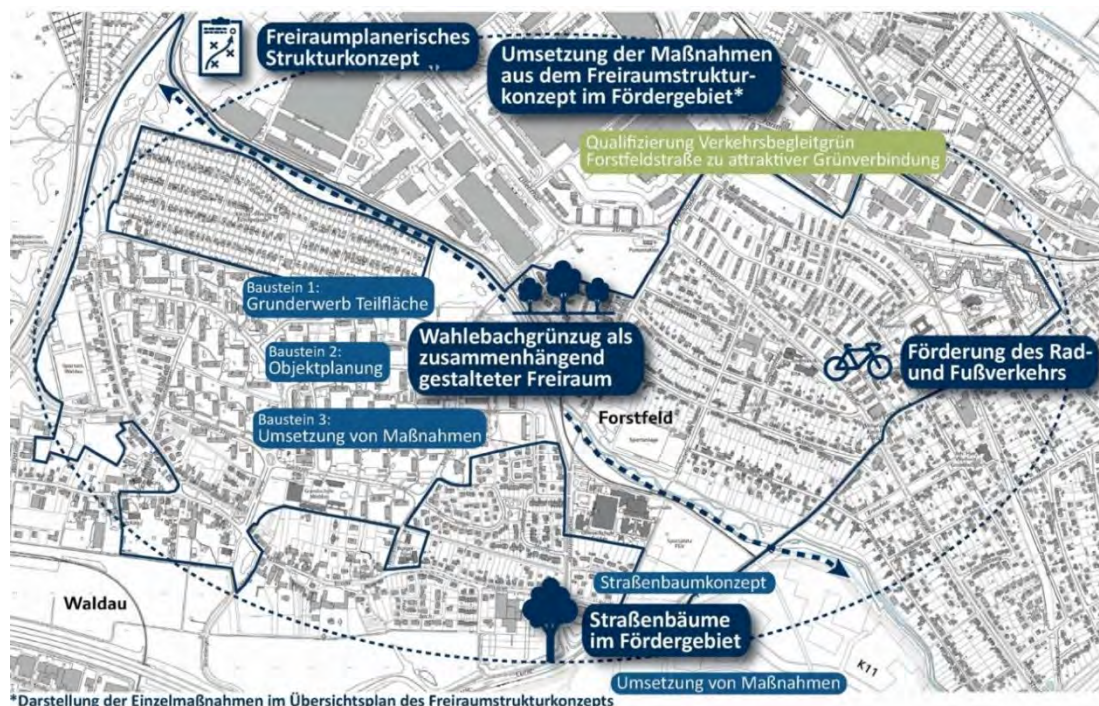 Freiraumplanerisches
Strukturkonzept
Umsetzung der Maßnahmen
aus dem Freiraumstruktur-
konzept im Fördergebiet*
Qualifizierung Verkehrsbegleitgrün
Forstfeldstraße zu attraktiver Grünverbindung
Baustein 1:
Grunderwerb Teilfläche
Wahlebachgrünzug als
zusammenhängend
gestalteter Freiraum
Baustein 2:
Objektplanung
Förderung des Rad-
und Fußverkehrs
Baustein 3:
Umsetzung von Maßnahmen
Forstfeld
Sportanlage
Straßenbaumkonzept
Waldau
Straßenbäume
im Fördergebiet
K11
Umsetzung von Maßnahmen
*Darstellung der Einzelmaßnahmen im Übersichtsplan des Freiraumstrukturkonzepts